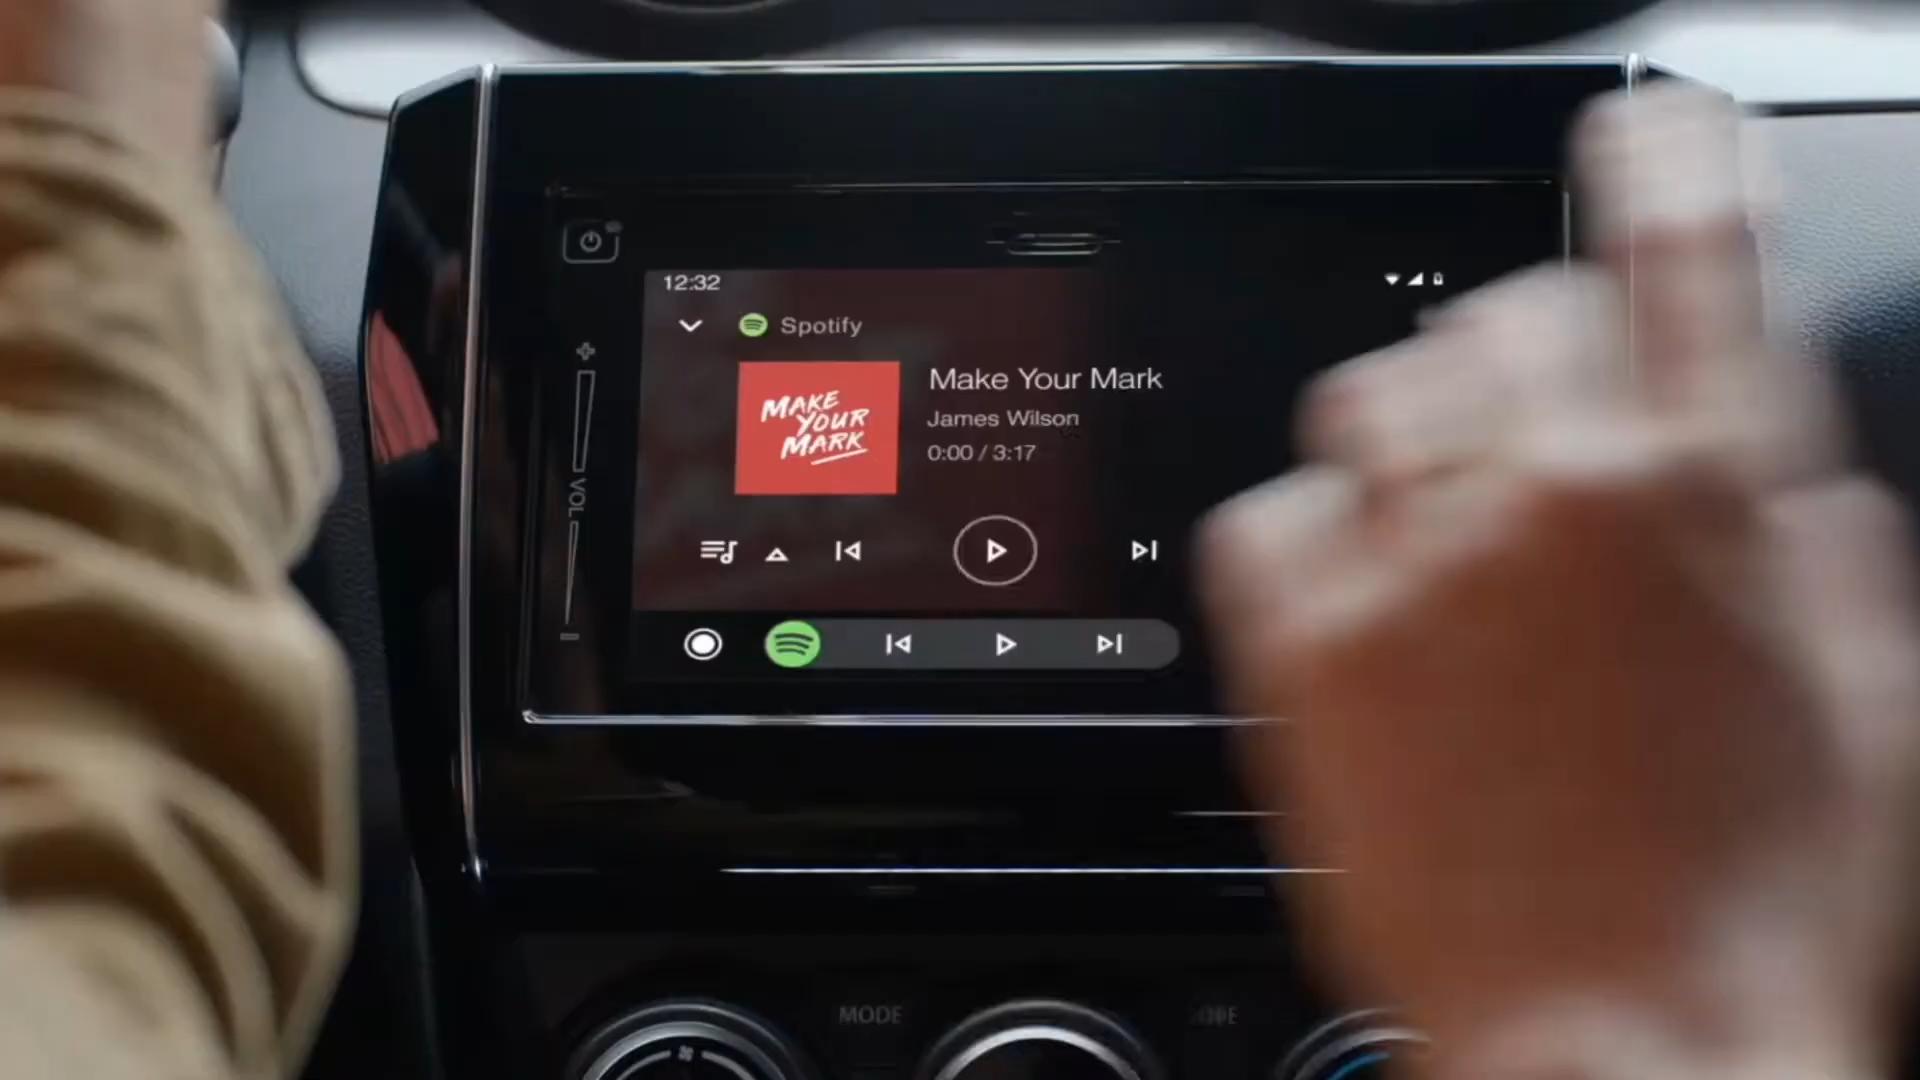 12:32
Spotify
MAKE
YOUR
MARK
Make Your Mark
James Wilson
0:00 / 3:17
VOL
MODE